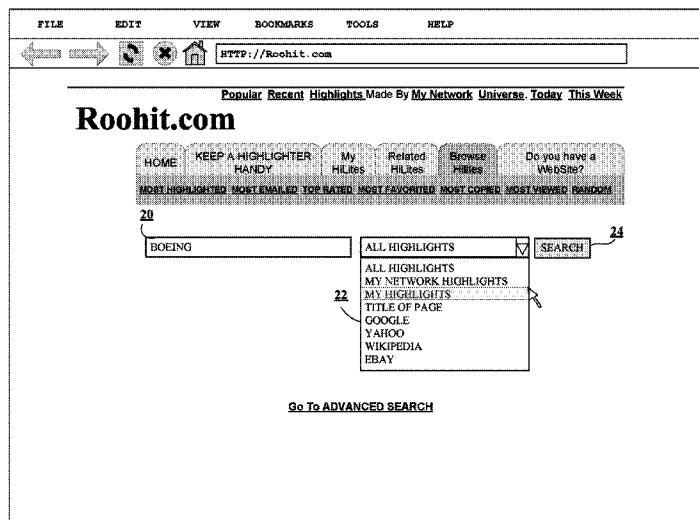 FILE EDIT VIEW BOOKMARKS TOOLS HELP
HTTP://Roohit.com
Popular Recent Highlights Made By My Network Universe, Today This Week
Roohit.com
HOME
KEEP A HIGHLIGHTER
HANDY
My
HiLites
Related
HiLites
Browse
Hilites
Do you have a
WebSite?
MOST HIGHLIGHTED MOST EMAILED TOP RATED MOST FAVORITED MOST COPIED MOST VIEWED RANDOM
20
BOEING
ALL HIGHLIGHTS
SEARCH
24
22
ALL HIGHLIGHTS
MY NETWORK HIGHLIGHTS
MY HIGHLIGHTS
TITLE OF PAGE
GOOGLE
YAHOO
WIKIPEDIA
EBAY
Go To ADVANCED SEARCH